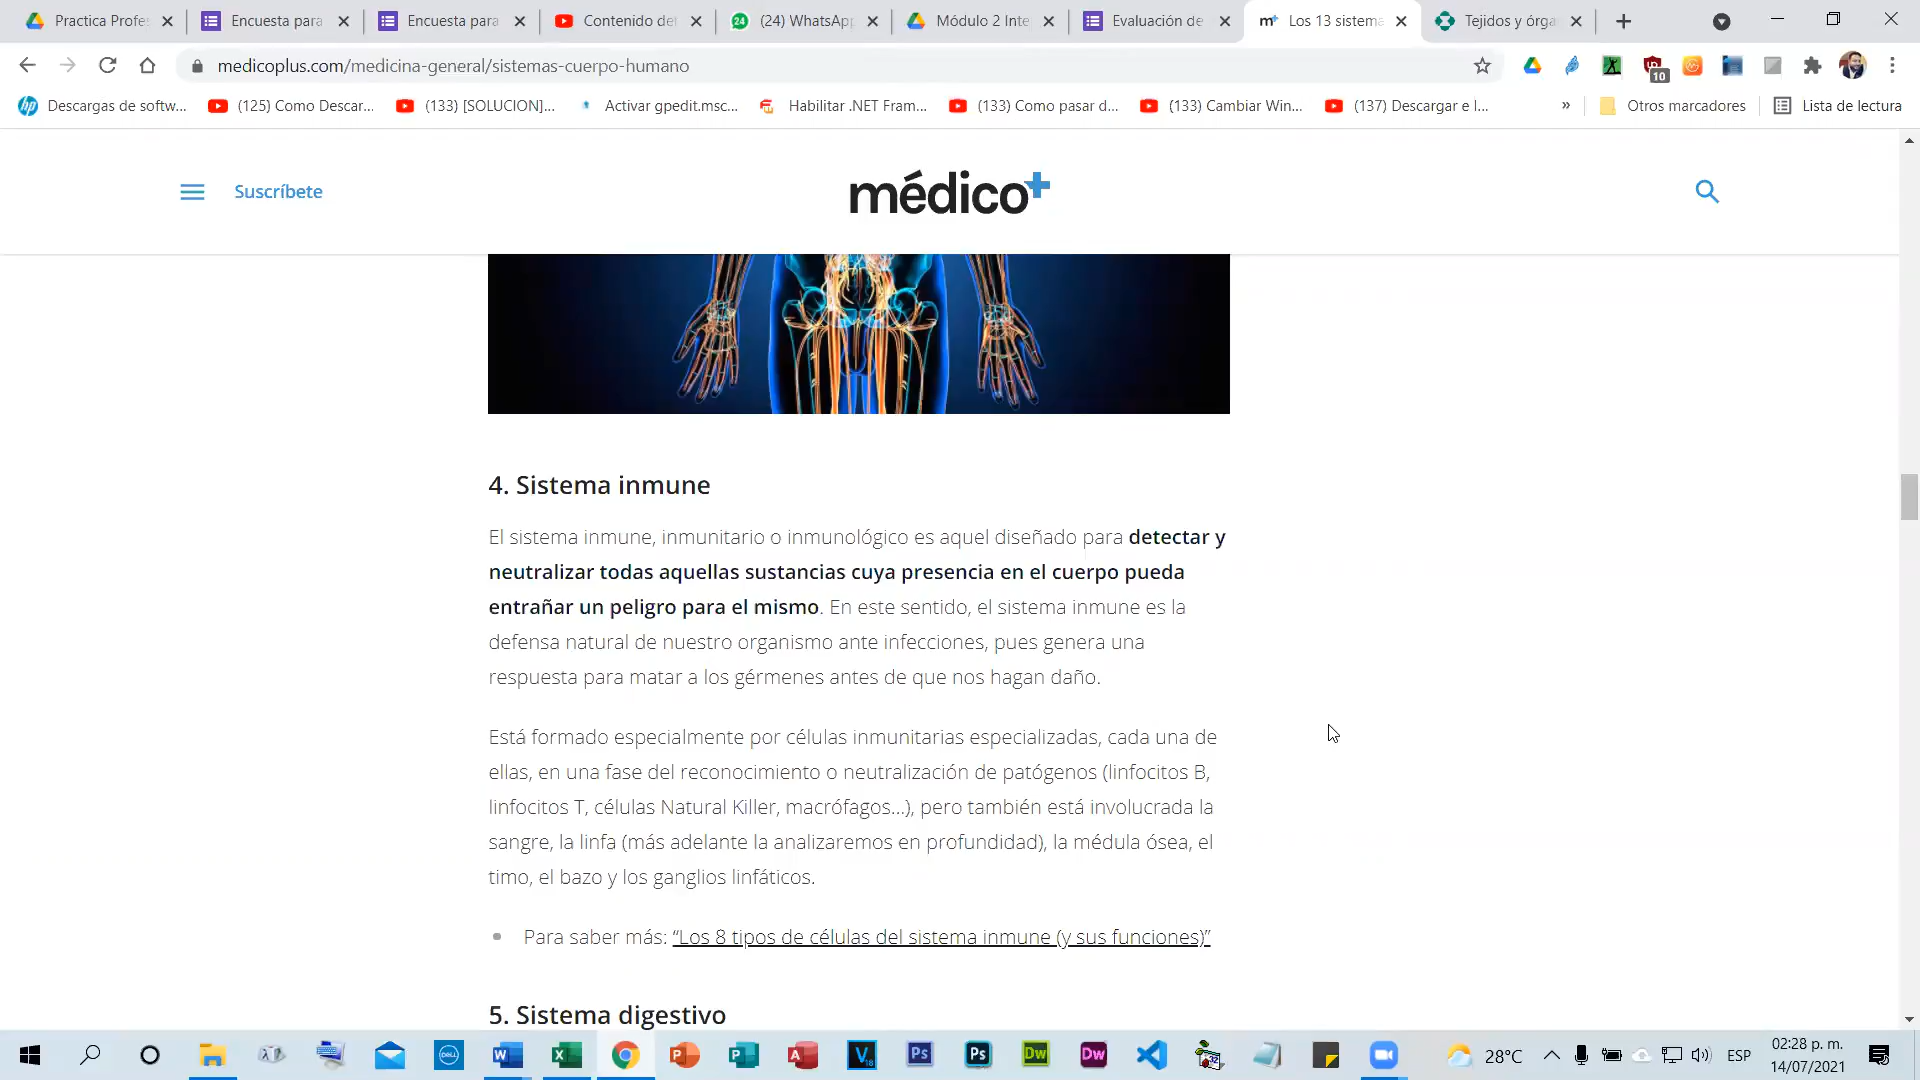 Practica Profes
Encuesta para
Encuesta para
Contenido del
(24) WhatsApp
Módulo 2 Inte
Evaluación de
Los 13 sistema
Tejidos y órga
medicoplus.com/medicina-general/sistemas-cuerpo-humano
10
Descargas de softw...
(125) Como Descar...
(133) [SOLUCION]...
Activar gpedit.msc...
Habilitar .NET Fram...
(133) Como pasar d...
(133) Cambiar Win...
(137) Descargar e I...
»
Otros marcadores
Lista de lectura
Suscríbete
médico+
4. Sistema inmune
El sistema inmune, inmunitario o inmunológico es aquel diseñado para detectar y
neutralizar todas aquellas sustancias cuya presencia en el cuerpo pueda
entrañar un peligro para el mismo. En este sentido, el sistema inmune es la
defensa natural de nuestro organismo ante infecciones, pues genera una
respuesta para matar a los gérmenes antes de que nos hagan daño.
Está formado especialmente por células inmunitarias especializadas, cada una de
ellas, en una fase del reconocimiento o neutralización de patógenos (linfocitos B,
linfocitos T, células Natural Killer, macrófagos...), pero también está involucrada la
sangre, la linfa (más adelante la analizaremos en profundidad), la médula ósea, el
timo, el bazo y los ganglios linfáticos.
Para saber más: “Los 8 tipos de células del sistema inmune (y sus funciones)”
5. Sistema digestivo
28°C
ESP
02:28 p. m.
14/07/2021